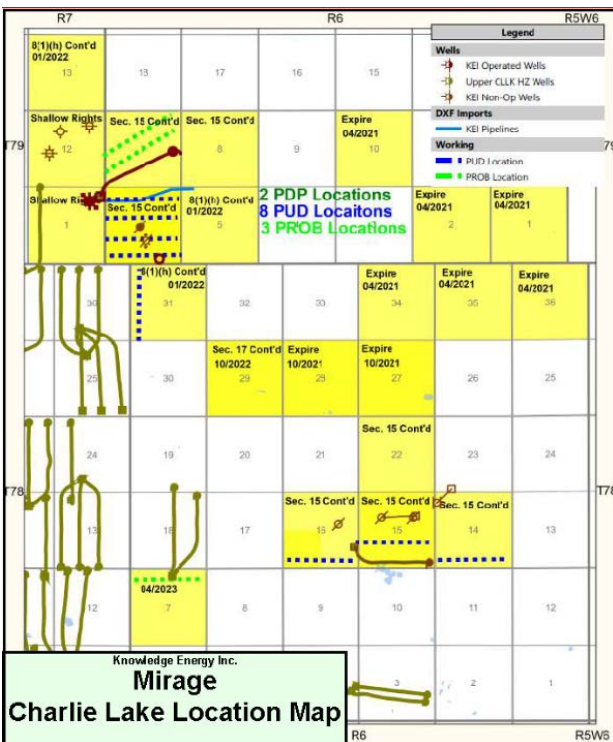 R7 R6 R5W6
Legend
Wells
KEI Operated Wells
Upper CLLK HZ Wells
KEI Non-Op Wells
DXF Imports
KEI Pipelines
Working
PUD Location
PROB Location
8(1)(h) Cont'd
01/2022
13 13 17 16 15
T79
Shallow Rights
12
Sec. 15 Cont'd
Sec. 15 Cont'd
8
Expire
04/2021
10
Shallow Rights
1
Sec. 15 Cont'd
8(1)(h) Cont'd
01/2022
5
2 PDP Locations
8 PUD Locaitons
3 PROB Locations
Expire
04/2021
2
Expire
04/2021
1
30
8(1)(h) Cont'd
01/2022
31
32
33
Expire
04/2021
34
Expire
04/2021
35
Expire
04/2021
36
25
30
Sec. 17 Cont'd
10/2022
29
Expire
10/2021
28
Expire
10/2021
27
26
25
24 19 20 21
Sec. 15 Cont'd
22
23 24
T78
13 18 17
Sec. 15 Cont'd
16
Sec. 15 Cont'd
15
Sec. 15 Cont'd
14
13
12
04/2023
7
8 9 10 11 12
3 2 1
Knowledge Energy Inc.
Mirage
Charlie Lake Location Map
R6 R5W6